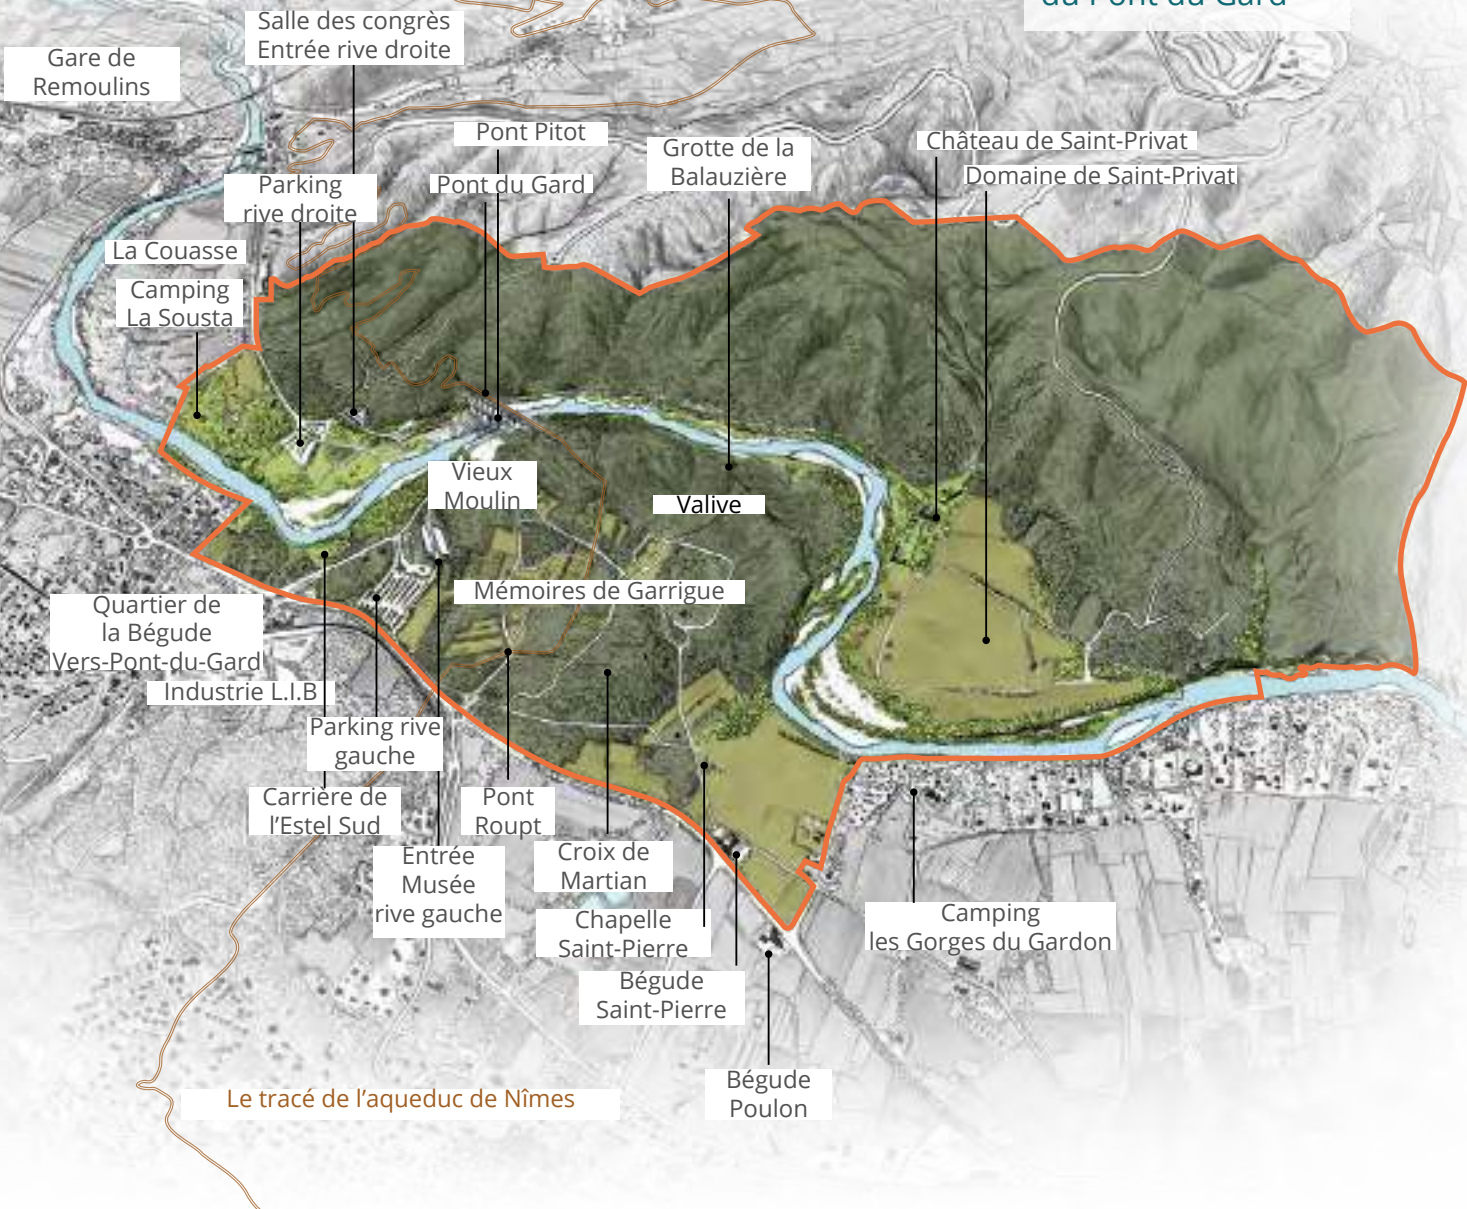 du Pont du Gard
Salle des congrès
Entrée rive droite
Gare de
Remoulins
Pont Pitot
Château de Saint-Privat
Grotte de la
Balauzière
Domaine de Saint-Privat
Parking
rive droite
Pont du Gard
La Couasse
Camping
La Sousta
Vieux
Moulin
Valive
Mémoires de Garrigue
Quartier de
la Bégude
Vers-Pont-du-Gard
Industrie L.I.B
Parking rive
gauche
Carrière de
l'Estel Sud
Pont
Roupt
Entrée
Musée
rive gauche
Croix de
Martian
Chapelle
Saint-Pierre
Camping
les Gorges du Gardon
Bégude
Saint-Pierre
Bégude
Poulon
Le tracé de l'aqueduc de Nîmes